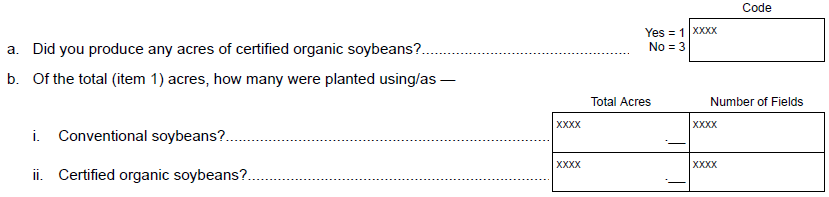 Code
Yes = 1 xxxx
a. Did you produce any acres of certified organic soybeans?.................................................... No = 3
b. Of the total (item 1) acres, how many were planted using/as —
Total Acres Number of Fields
xxxx xxxx
i. Conventional soybeans?................................................................................ .__
xxxx xxxx
ii. Certified organic soybeans?.......................................................................... .__